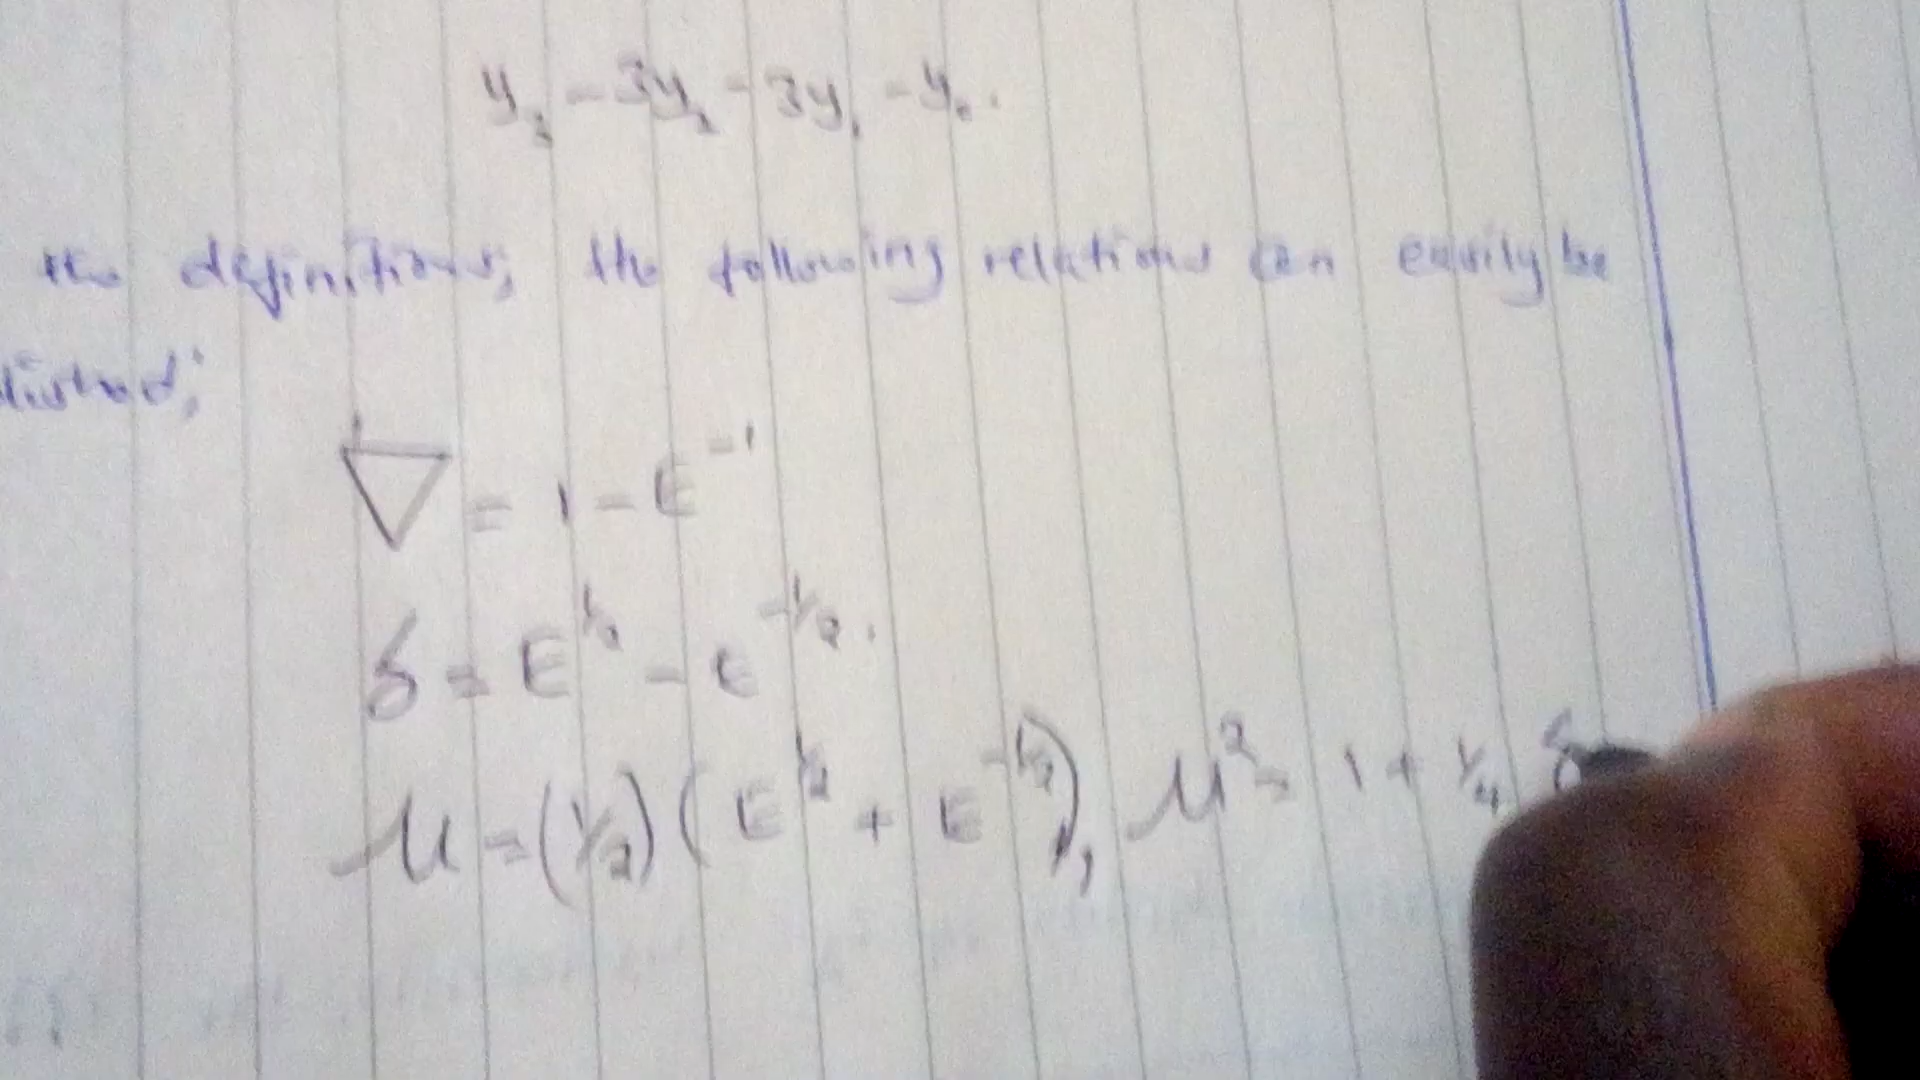 y₃ - 3y₂ - 3y₁ - y₀.
the definitions, the following relations can easily be
lished;
▽ = 1 - E⁻¹
δ = E^½ - E^-½.
μ = (½)(E^½ + E^-½), μ² = 1 + ¼ δ